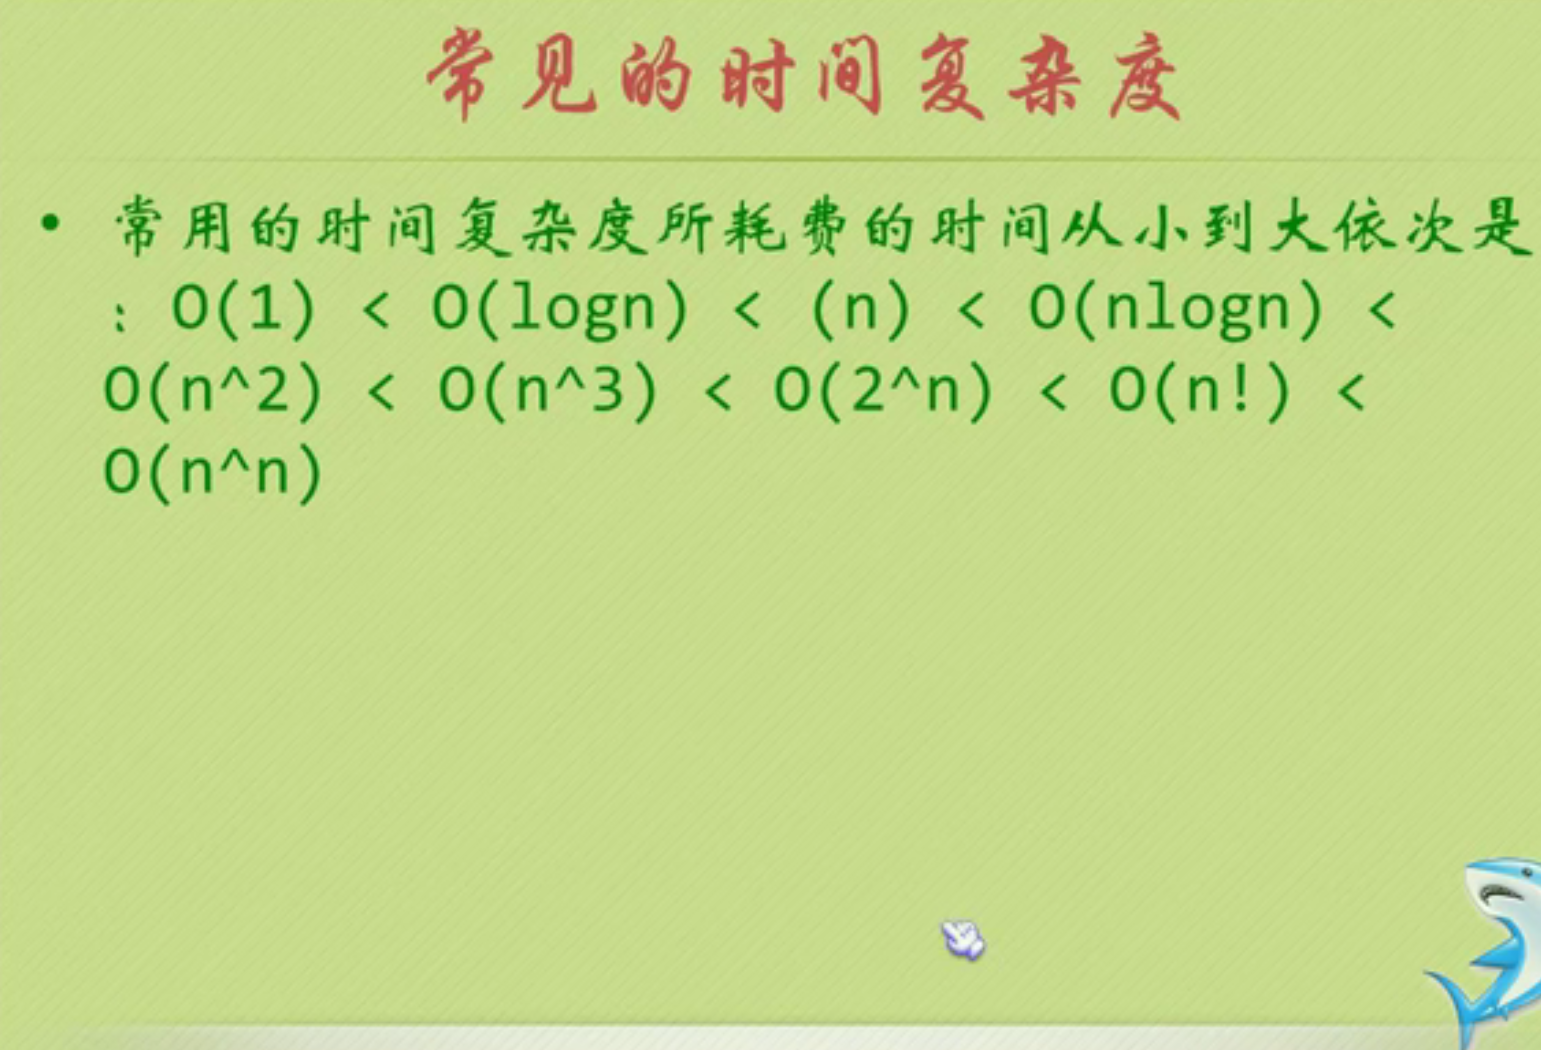 常见的时间复杂度
• 常用的时间复杂度所耗费的时间从小到大依次是
：O(1) < O(logn) < (n) < O(nlogn) <
O(n^2) < O(n^3) < O(2^n) < O(n!) <
O(n^n)